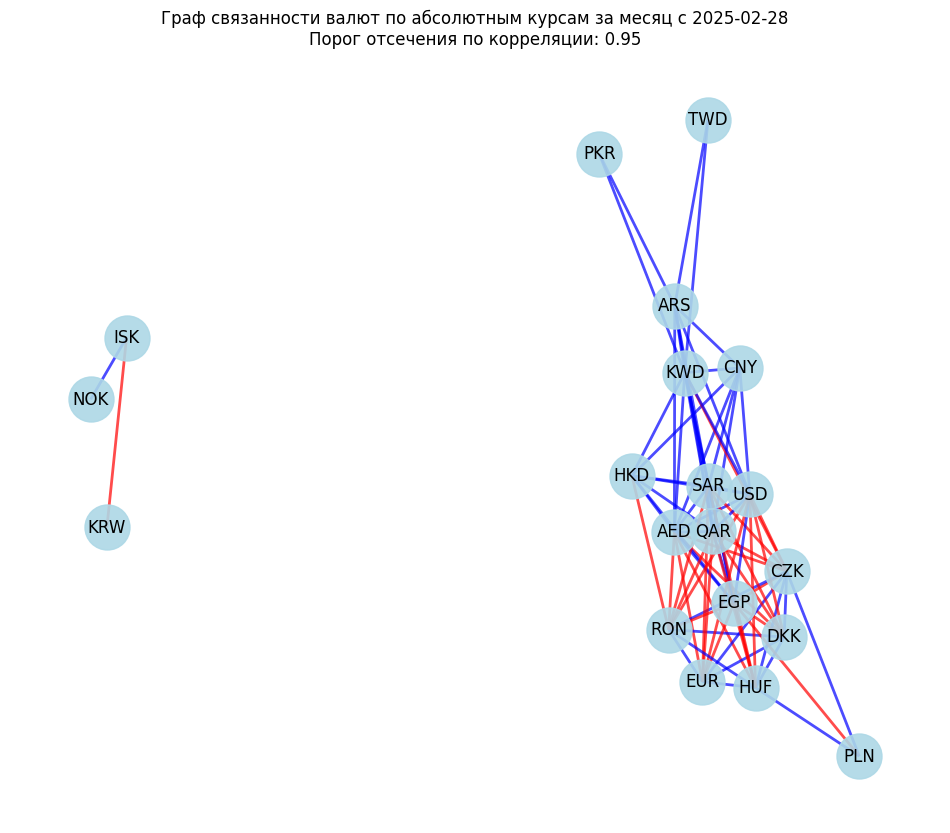 Граф связанности валют по абсолютным курсам за месяц с 2025-02-28
Порог отсечения по корреляции: 0.95
TWD
PKR
ARS
ISK
KWD
CNY
NOK
HKD
SAR
USD
KRW
AED
QAR
CZK
EGP
RON
DKK
EUR
HUF
PLN